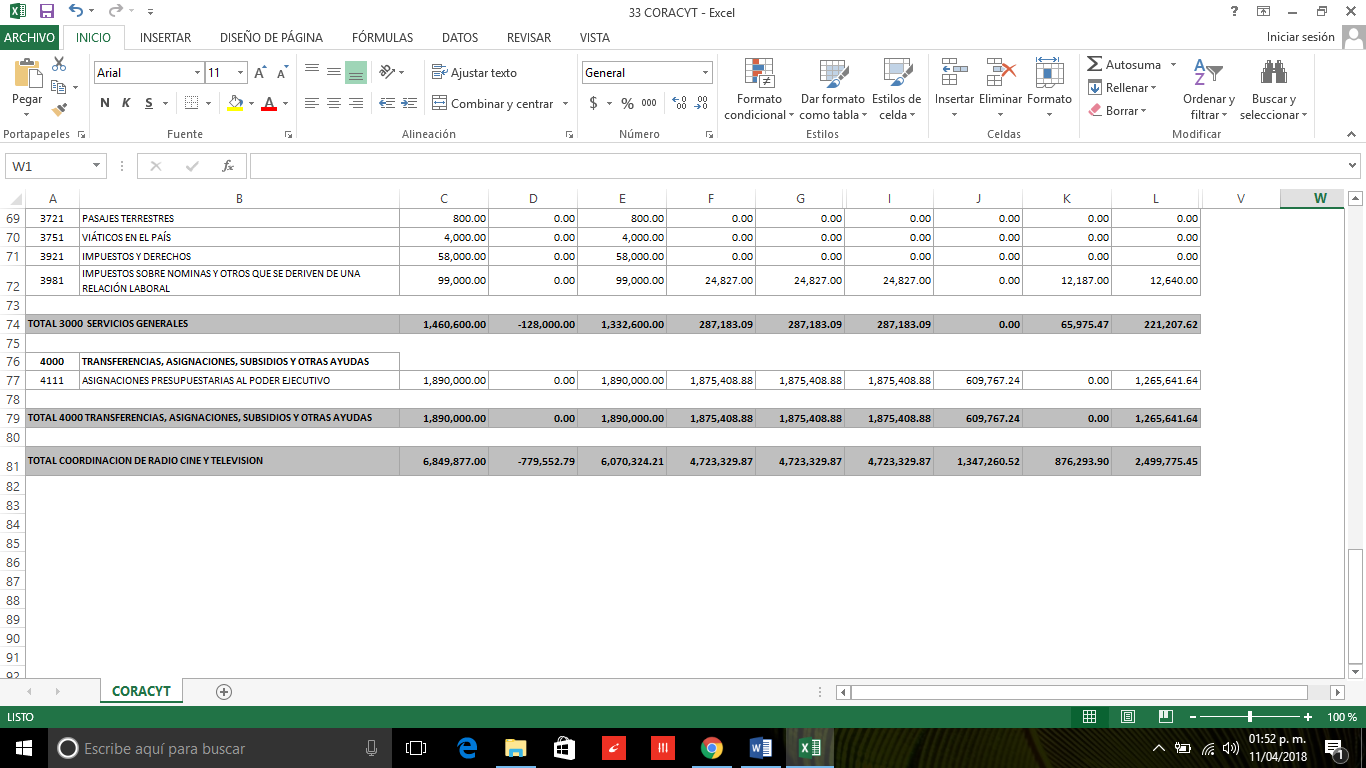 33 CORACYT - Excel
?
ARCHIVO INICIO INSERTAR DISEÑO DE PÁGINA FÓRMULAS DATOS REVISAR VISTA Iniciar sesión
Pegar
Portapapeles
Arial 11
N K S
Fuente
Ajustar texto
Combinar y centrar
Alineación
General
$ % 000
Número
Formato condicional
Dar formato como tabla
Estilos de celda
Estilos
Insertar Eliminar Formato
Celdas
Autosuma
Rellenar
Borrar
Ordenar y filtrar
Buscar y seleccionar
Modificar
W1 fx
A B C D E F G I J K L V W
69 3721 PASAJES TERRESTRES 800.00 0.00 800.00 0.00 0.00 0.00 0.00 0.00 0.00
70 3751 VIÁTICOS EN EL PAÍS 4,000.00 0.00 4,000.00 0.00 0.00 0.00 0.00 0.00 0.00
71 3921 IMPUESTOS Y DERECHOS 58,000.00 0.00 58,000.00 0.00 0.00 0.00 0.00 0.00 0.00
72 3981 IMPUESTOS SOBRE NOMINAS Y OTROS QUE SE DERIVEN DE UNA
RELACIÓN LABORAL 99,000.00 0.00 99,000.00 24,827.00 24,827.00 24,827.00 0.00 12,187.00 12,640.00
73
74 TOTAL 3000 SERVICIOS GENERALES 1,460,600.00 -128,000.00 1,332,600.00 287,183.09 287,183.09 287,183.09 0.00 65,975.47 221,207.62
75
76 4000 TRANSFERENCIAS, ASIGNACIONES, SUBSIDIOS Y OTRAS AYUDAS
77 4111 ASIGNACIONES PRESUPUESTARIAS AL PODER EJECUTIVO 1,890,000.00 0.00 1,890,000.00 1,875,408.88 1,875,408.88 1,875,408.88 609,767.24 0.00 1,265,641.64
78
79 TOTAL 4000 TRANSFERENCIAS, ASIGNACIONES, SUBSIDIOS Y OTRAS AYUDAS 1,890,000.00 0.00 1,890,000.00 1,875,408.88 1,875,408.88 1,875,408.88 609,767.24 0.00 1,265,641.64
80
81 TOTAL COORDINACION DE RADIO CINE Y TELEVISION 6,849,877.00 -779,552.79 6,070,324.21 4,723,329.87 4,723,329.87 4,723,329.87 1,347,260.52 876,293.90 2,499,775.45
82
83
84
85
86
87
88
89
90
91
92
CORACYT
LISTO 100 %
Escribe aquí para buscar
01:52 p. m.
11/04/2018
1